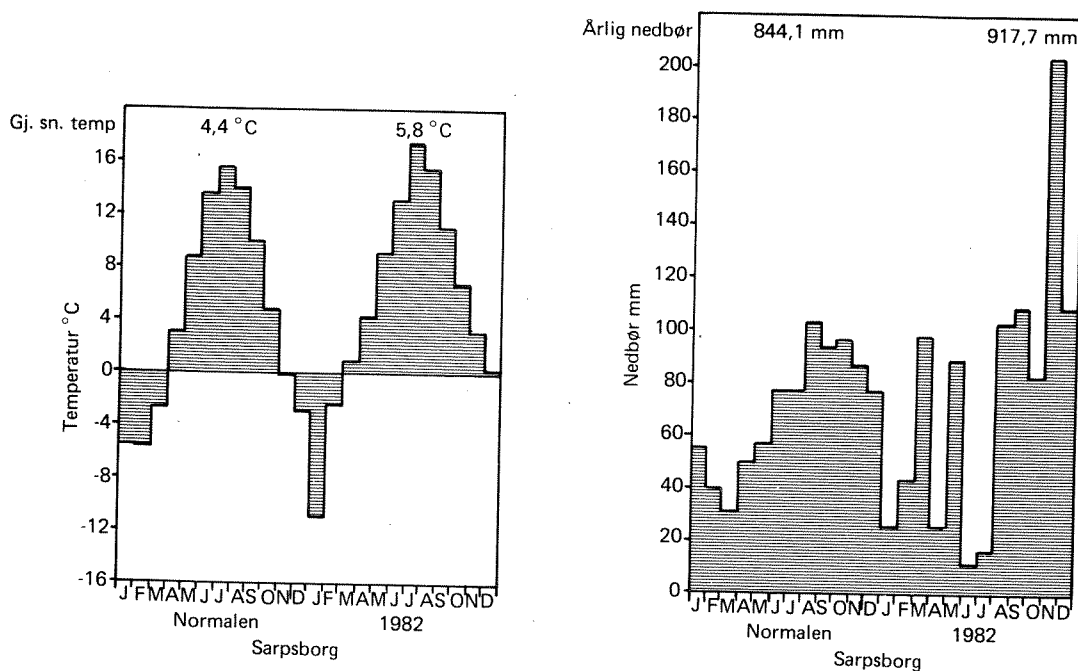 Gj. sn. temp 4,4 °C 5,8 °C
16
12
8
4
0
-4
-8
-12
-16
Temperatur °C
J F M A M J J A S O N D J F M A M J J A S O N D
Normalen 1982
Sarpsborg
Årlig nedbør 844,1 mm 917,7 mm
200
180
160
140
120
100
80
60
40
20
0
Nedbør mm
J F M A M J J A S O N D J F M A M J J A S O N D
Normalen 1982
Sarpsborg